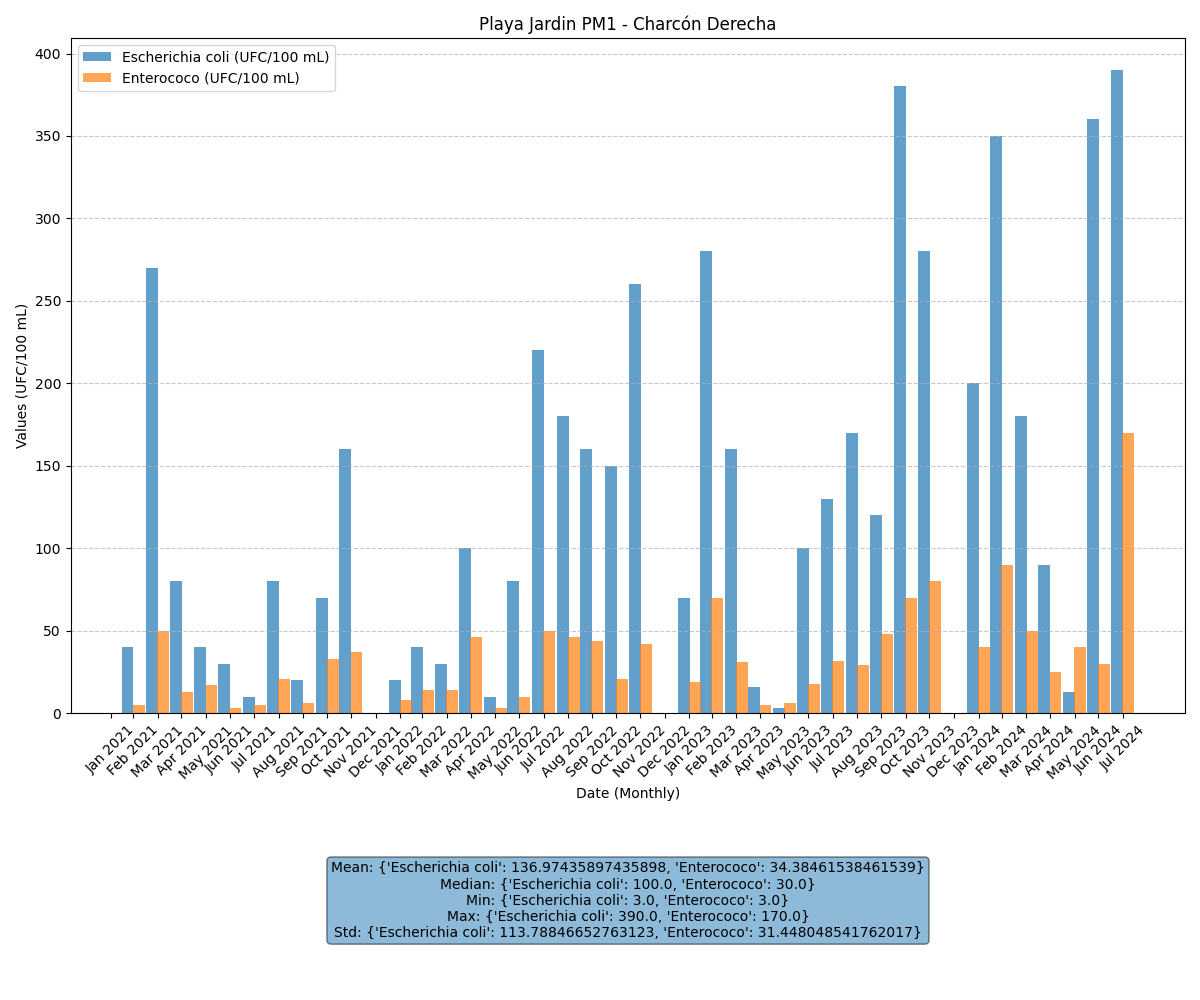 Playa Jardin PM1 - Charcón Derecha
Escherichia coli (UFC/100 mL)
Enterococo (UFC/100 mL)
400
350
300
250
200
150
100
50
0
Values (UFC/100 mL)
Jan 2021
Feb 2021
Mar 2021
Apr 2021
May 2021
Jun 2021
Jul 2021
Aug 2021
Sep 2021
Oct 2021
Nov 2021
Dec 2021
Jan 2022
Feb 2022
Mar 2022
Apr 2022
May 2022
Jun 2022
Jul 2022
Aug 2022
Sep 2022
Oct 2022
Nov 2022
Dec 2022
Jan 2023
Feb 2023
Mar 2023
Apr 2023
May 2023
Jun 2023
Jul 2023
Aug 2023
Sep 2023
Oct 2023
Nov 2023
Dec 2023
Jan 2024
Feb 2024
Mar 2024
Apr 2024
May 2024
Jun 2024
Jul 2024
Date (Monthly)
Mean: {'Escherichia coli': 136.97435897435898, 'Enterococo': 34.38461538461539}
Median: {'Escherichia coli': 100.0, 'Enterococo': 30.0}
Min: {'Escherichia coli': 3.0, 'Enterococo': 3.0}
Max: {'Escherichia coli': 390.0, 'Enterococo': 170.0}
Std: {'Escherichia coli': 113.78846652763123, 'Enterococo': 31.448048541762017}